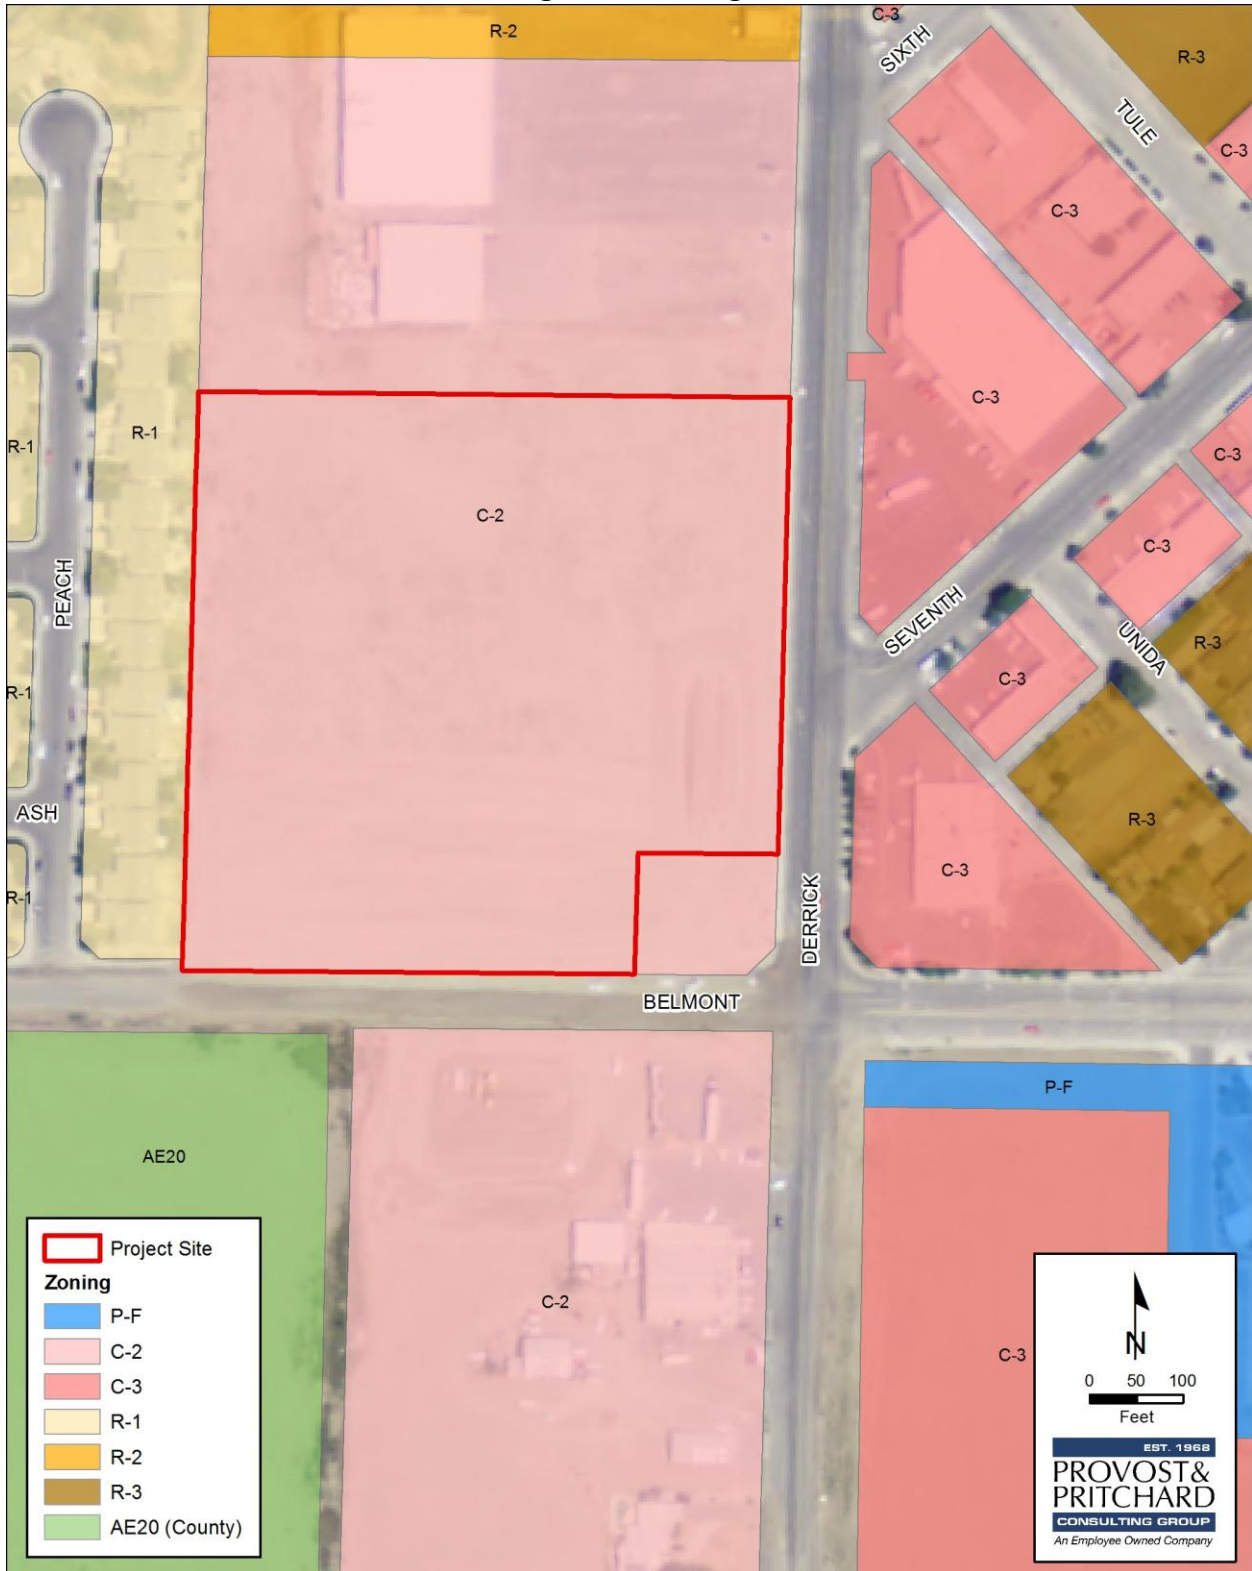 R-2
C-3
SIXTH
R-3
TULE
C-3
C-3
C-3
R-1
R-1
C-2
C-3
C-3
PEACH
SEVENTH
UNIDA
R-3
C-3
R-1
ASH
R-3
R-1
C-3
DERRICK
BELMONT
P-F
AE20
C-2
C-3
Project Site
Zoning
P-F
C-2
C-3
R-1
R-2
R-3
AE20 (County)
N
0 50 100
Feet
EST. 1968
PROVOST&
PRITCHARD
CONSULTING GROUP
An Employee Owned Company